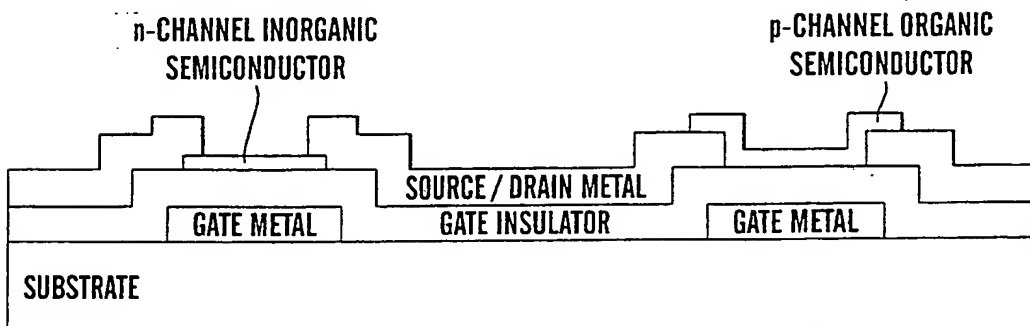 n-CHANNEL INORGANIC
SEMICONDUCTOR
p-CHANNEL ORGANIC
SEMICONDUCTOR
SOURCE / DRAIN METAL
GATE METAL
GATE INSULATOR
GATE METAL
SUBSTRATE